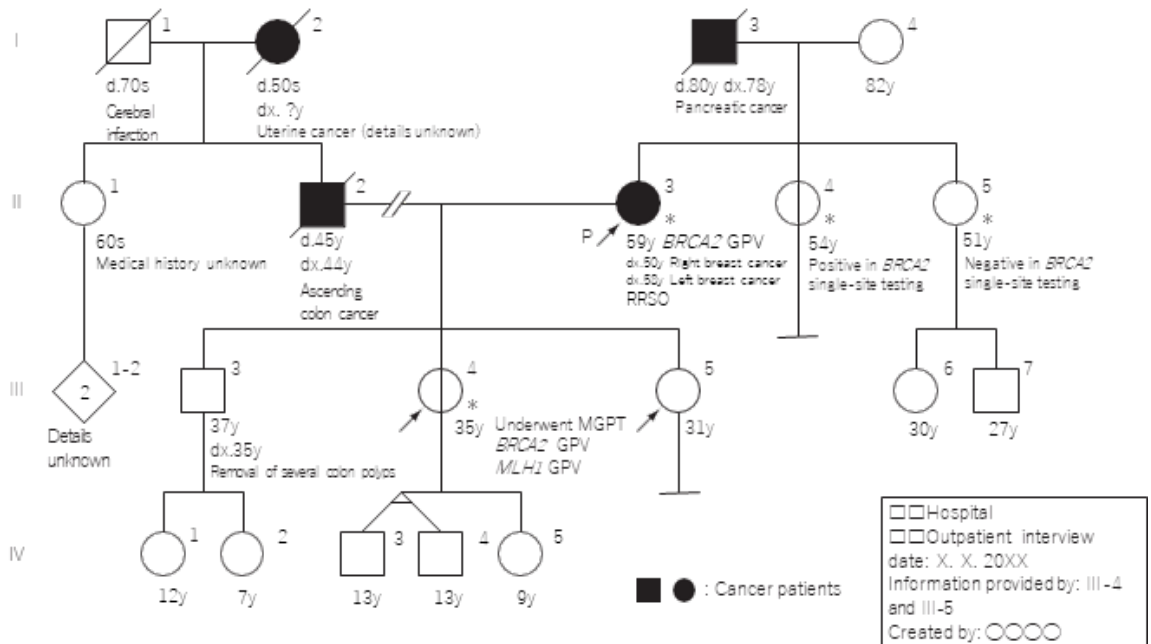 I
1
2
3
4
d.70s
Cerebral
infarction
d.50s
dx. ?y
Uterine cancer (details unknown)
d.80y dx.78y
Pancreatic cancer
82y
II
1
2
3
4
5
*
*
*
P
60s
Medical history unknown
d.45y
dx.44y
Ascending
colon cancer
59y BRCA2 GPV
dx.50y Right breast cancer
dx.58y Left breast cancer
RRSO
54y
Positive in BRCA2
single-site testing
51y
Negative in BRCA2
single-site testing
III
2
1-2
3
4
5
6
7
*
Details
unknown
37y
dx.35y
Removal of several colon polyps
35y
Underwent MGPT
BRCA2 GPV
MLH1 GPV
31y
30y
27y
IV
1
2
3
4
5
12y
7y
13y
13y
9y
: Cancer patients
□□Hospital
□□Outpatient interview
date: X. X. 20XX
Information provided by: III-4
and III-5
Created by: ○○○○